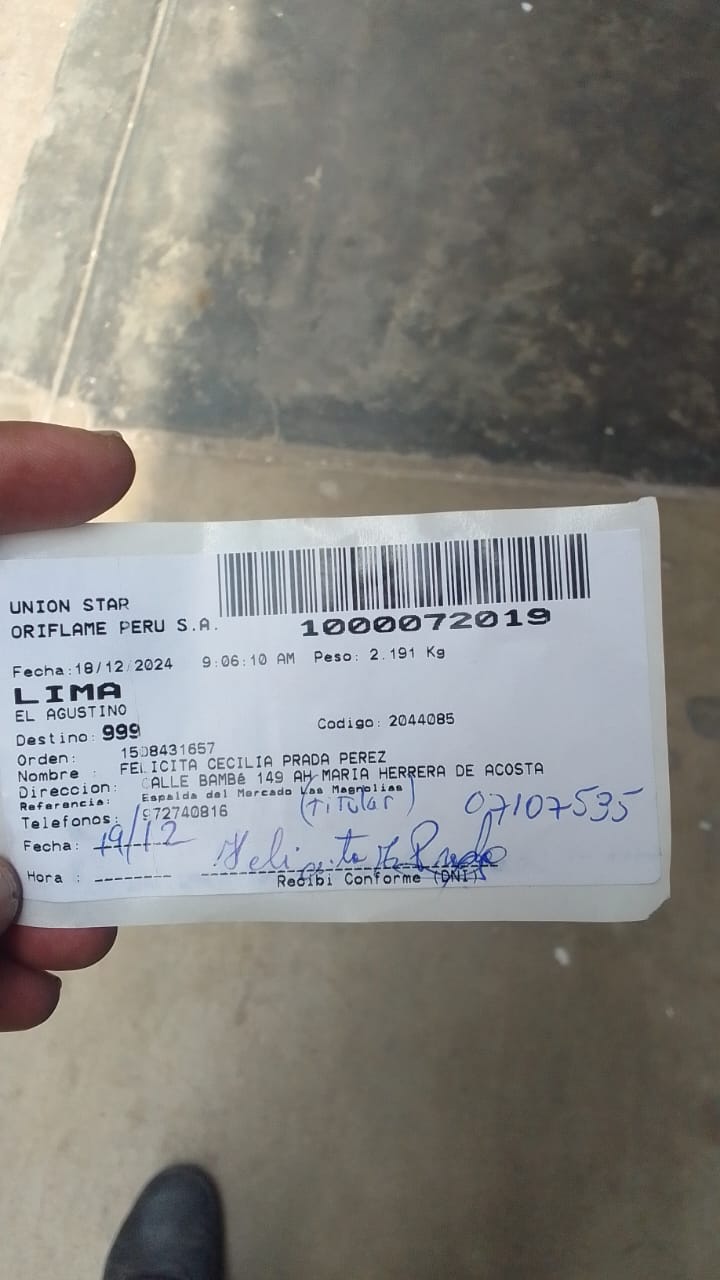 UNION STAR
ORIFLAME PERU S.A.
1000072019
Fecha:18/12/2024 9:06:10 AM Peso: 2.191 Kg
LIMA
EL AGUSTINO
Destino: 999 Codigo: 2044085
Orden: 1508431657
Nombre : FELICITA CECILIA PRADA PEREZ
Direccion: CALLE BAMBé 149 AH MARIA HERRERA DE ACOSTA
Referencia: Espalda del Mercado Las Magnolias
Telefonos: 972740816 (Titular) 07107535
Fecha: 19/12
Hora :
Recibi Conforme (DNI)